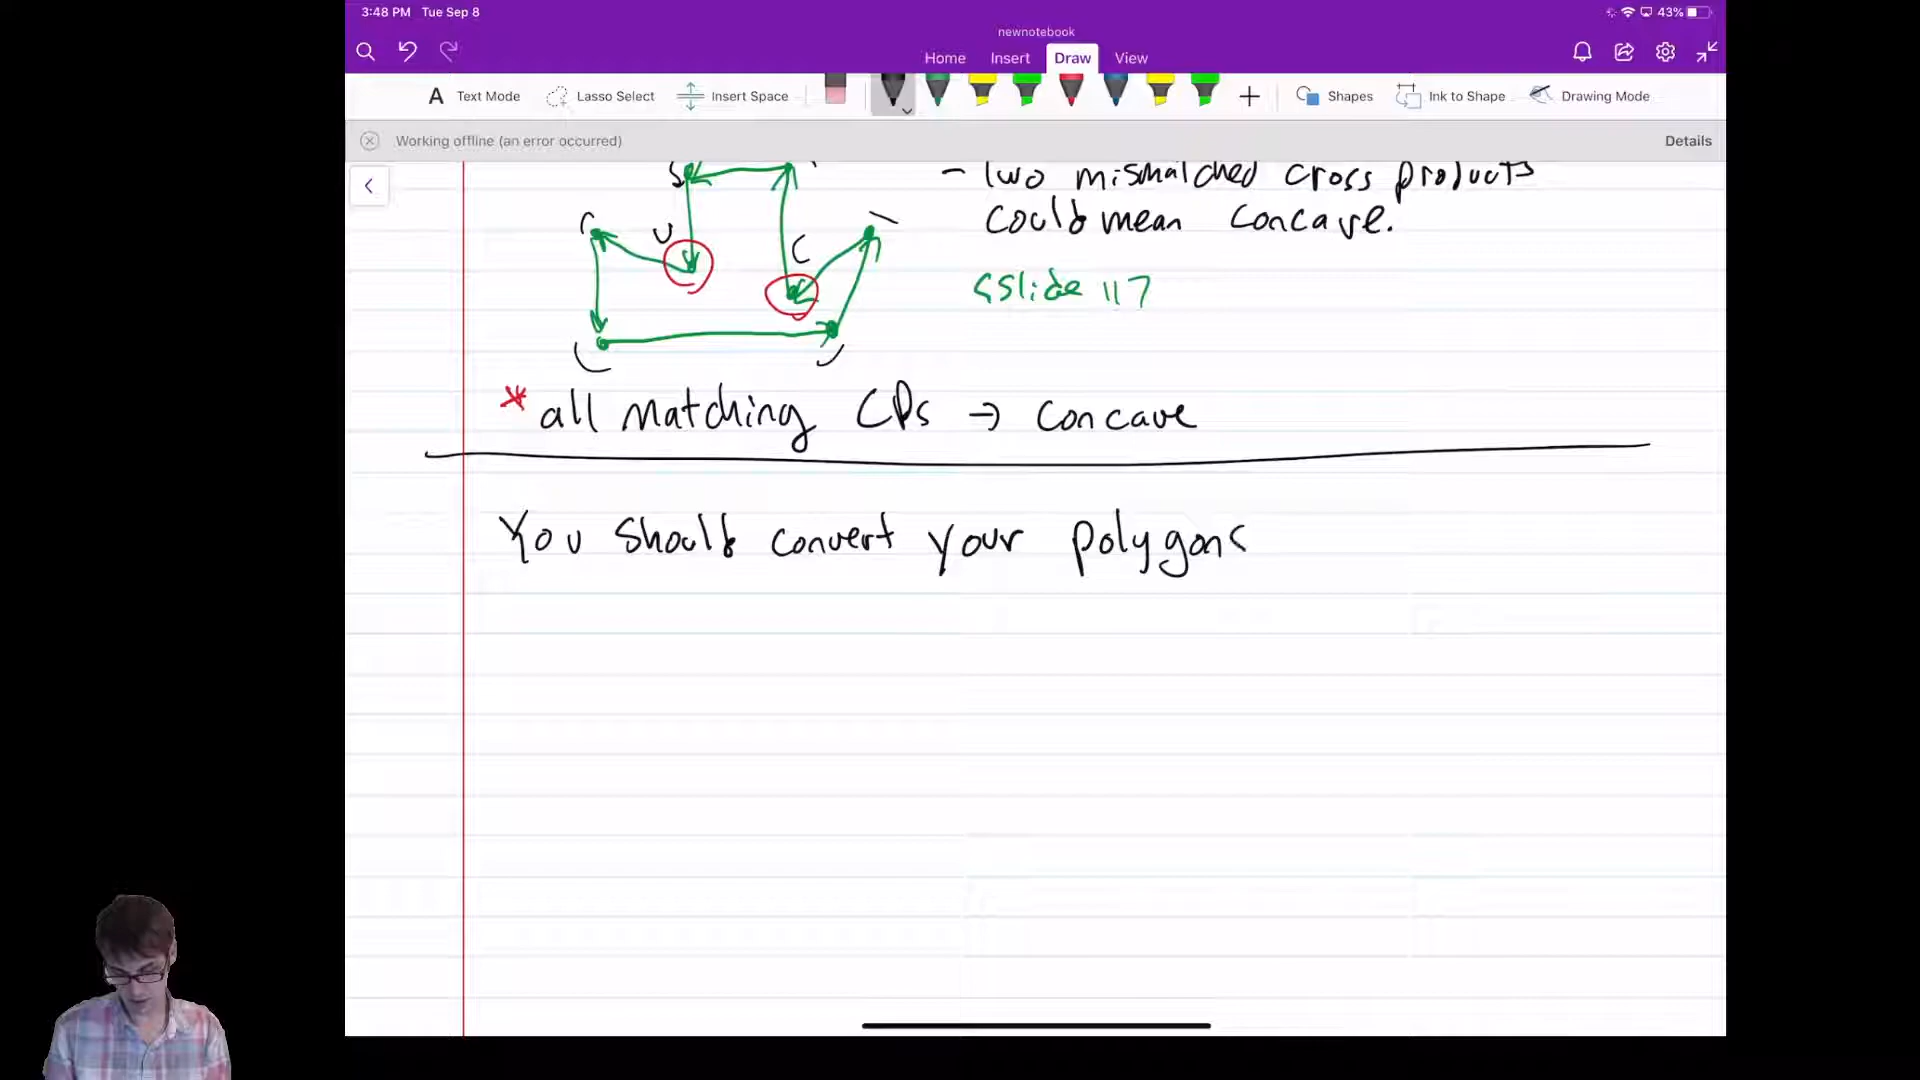 3:48 PM Tue Sep 8
43%
newnotebook
Home Insert Draw View
Text Mode Lasso Select Insert Space Shapes Ink to Shape Drawing Mode
Working offline (an error occurred) Details
- Two mismatched cross products
could mean concave.
Slide 117
S
U
C
* all matching CPs → concave
You should convert your polygons